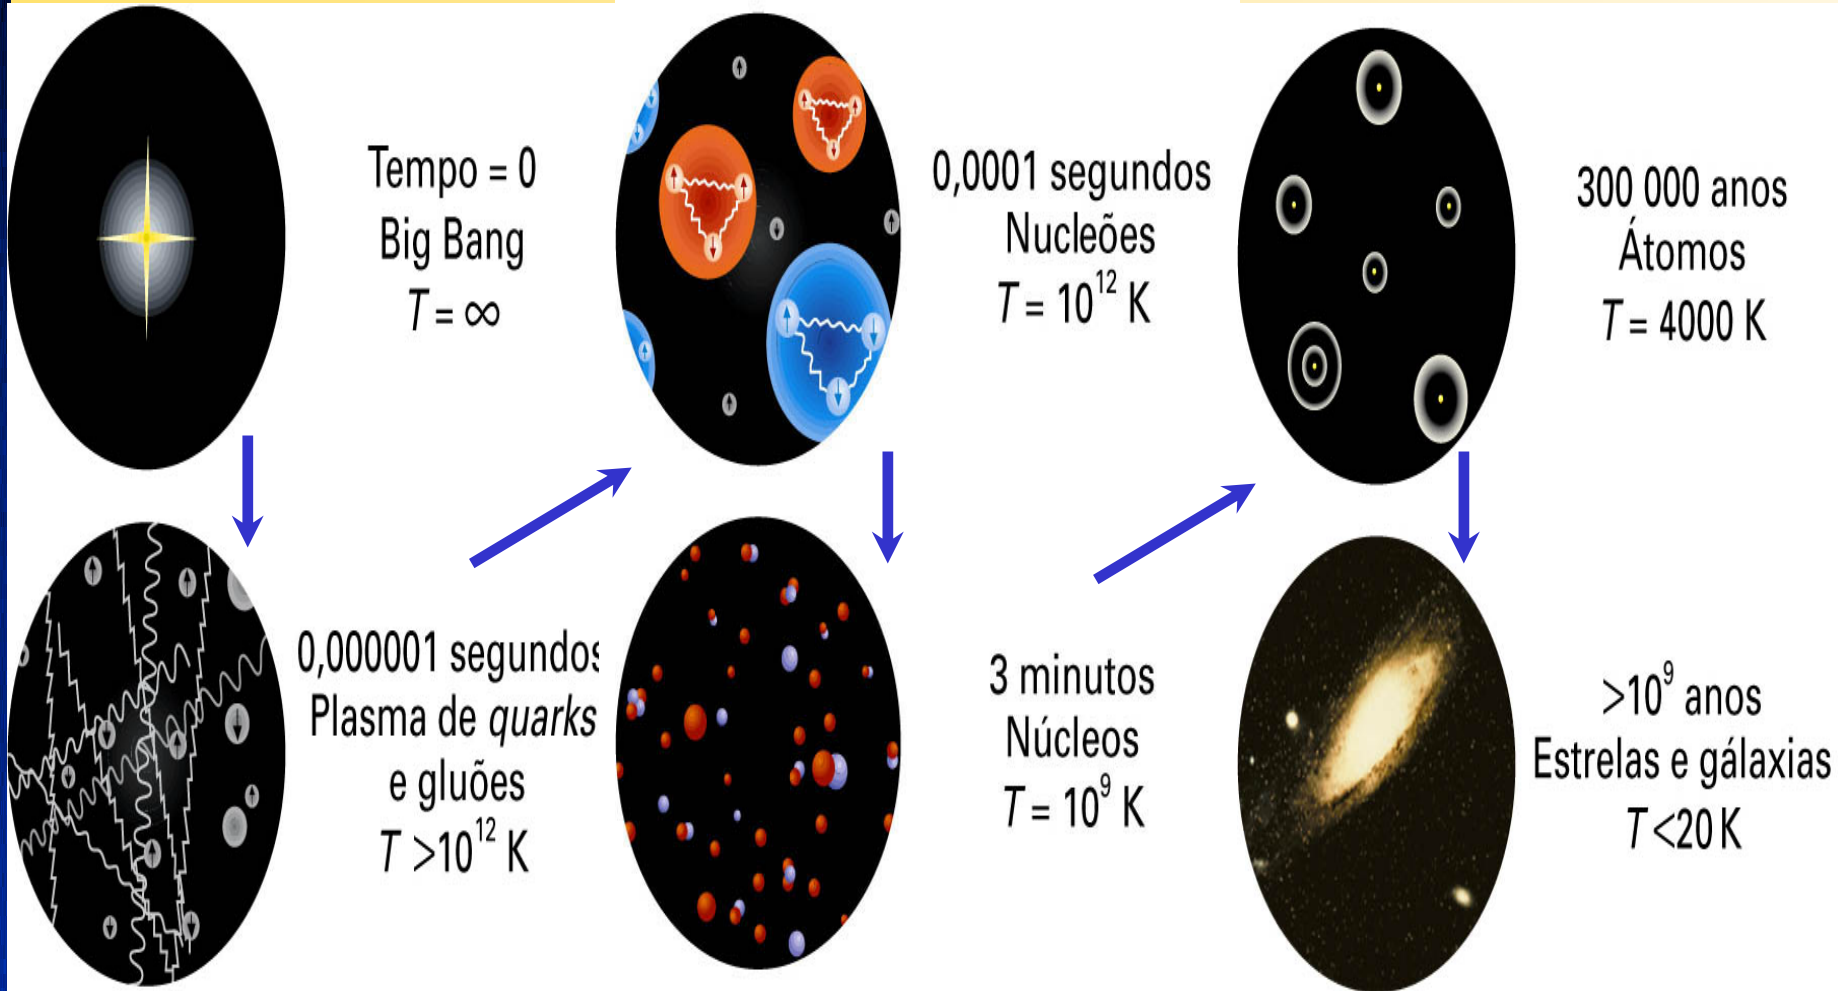 Tempo = 0
Big Bang
T = ∞
0,000001 segundos
Plasma de quarks
e gluões
T >10¹² K
0,0001 segundos
Nucleões
T = 10¹² K
3 minutos
Núcleos
T = 10⁹ K
300 000 anos
Átomos
T = 4000 K
>10⁹ anos
Estrelas e gálaxias
T <20 K